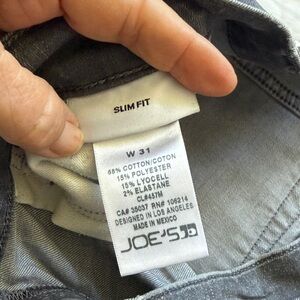 SLIM FIT
W 31
68% COTTON/COTON
15% POLYESTER
15% LYOCELL
2% ELASTANE
CL#457M
CA# 35037 RN# 106214
DESIGNED IN LOS ANGELES
MADE IN MEXICO
JOE'S